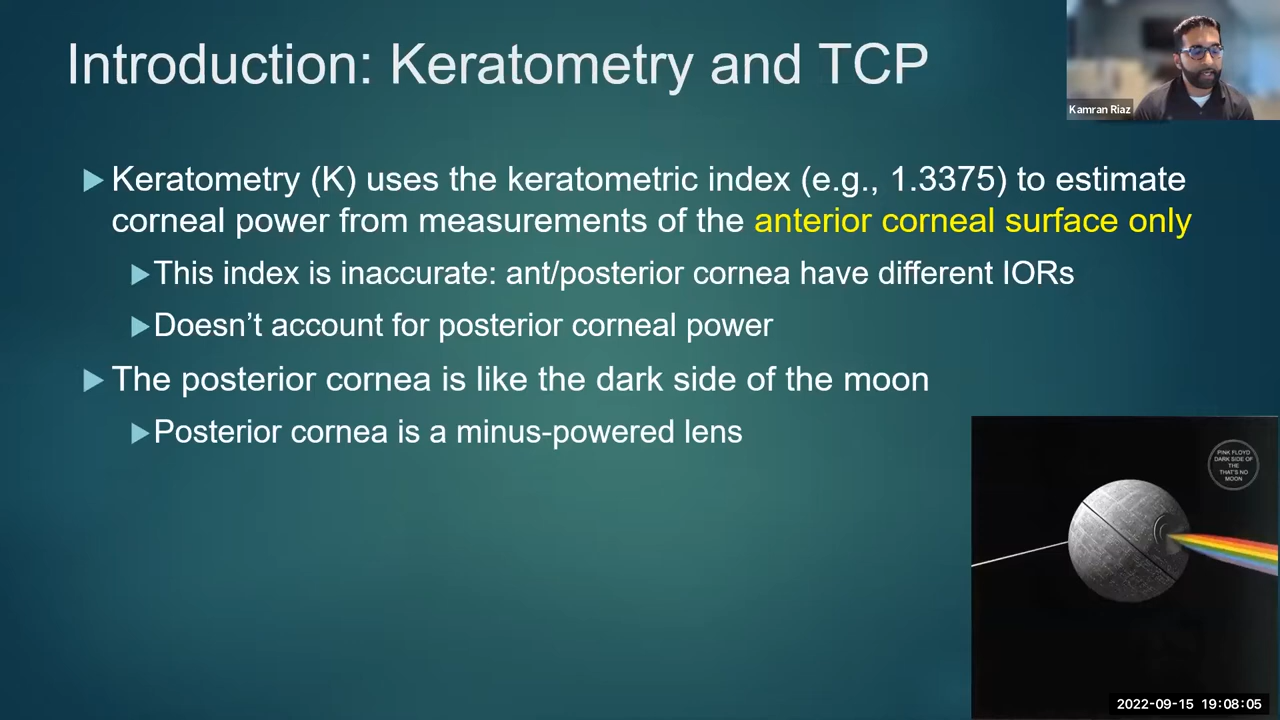 Introduction: Keratometry and TCP
Kamran Riaz
Keratometry (K) uses the keratometric index (e.g., 1.3375) to estimate
corneal power from measurements of the anterior corneal surface only
This index is inaccurate: ant/posterior cornea have different IORs
Doesn’t account for posterior corneal power
The posterior cornea is like the dark side of the moon
Posterior cornea is a minus-powered lens
PINK FLOYD
DARK SIDE OF
THE
THAT'S NO
MOON
2022-09-15 19:08:05